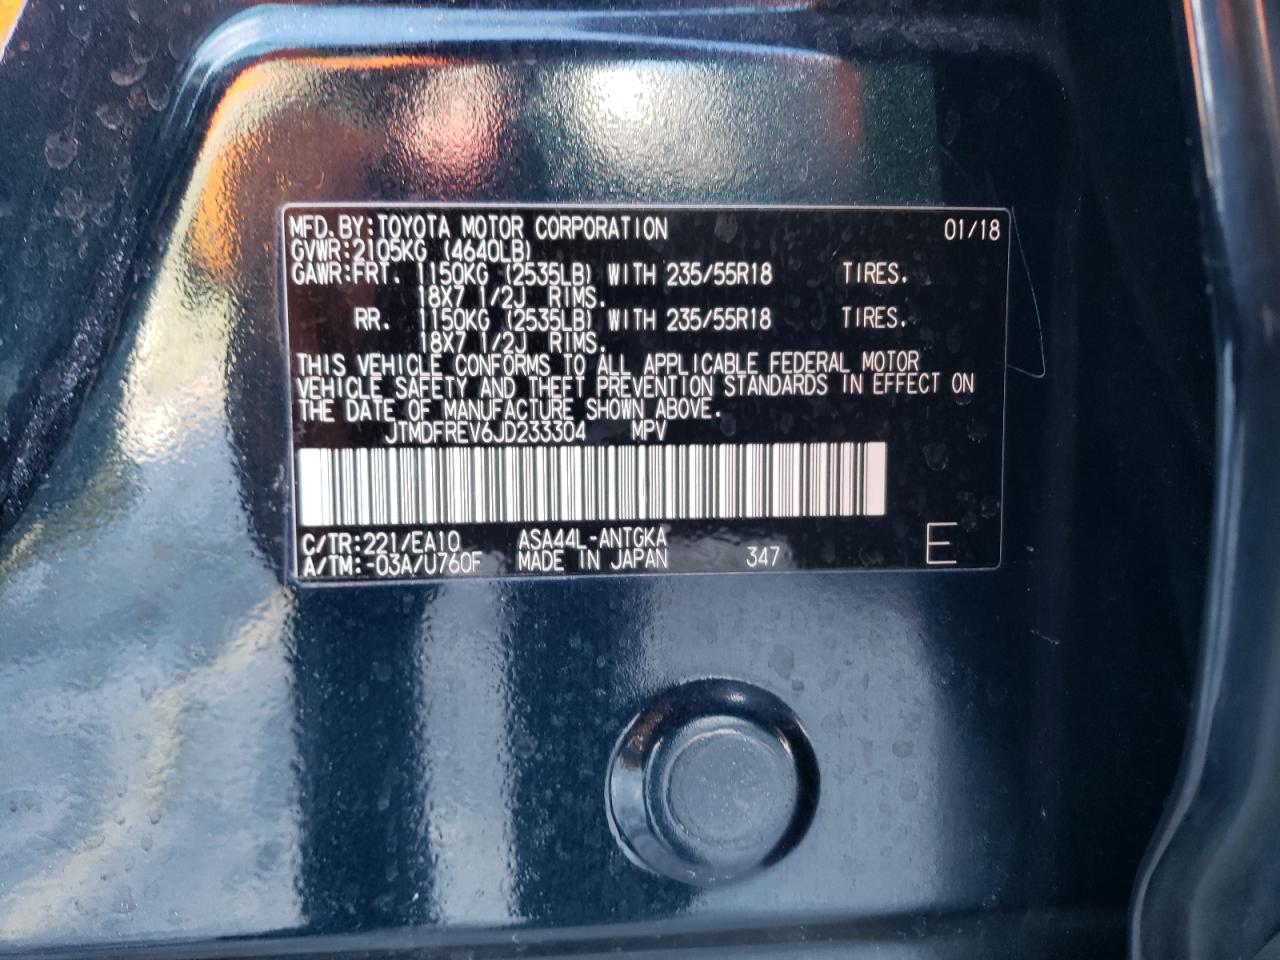 MFD.BY:TOYOTA MOTOR CORPORATION 01/18
GVWR:2105KG (4640LB)
GAWR:FRT. 1150KG (2535LB) WITH 235/55R18 TIRES.
18X7 1/2J RIMS.
RR. 1150KG (2535LB) WITH 235/55R18 TIRES.
18X7 1/2J RIMS.
THIS VEHICLE CONFORMS TO ALL APPLICABLE FEDERAL MOTOR
VEHICLE SAFETY AND THEFT PREVENTION STANDARDS IN EFFECT ON
THE DATE OF MANUFACTURE SHOWN ABOVE.
JTMDFREV6JD233304 MPV
C/TR:221/EA10 ASA44L-ANTGKA
A/TM:-03A/U760F MADE IN JAPAN 347 E